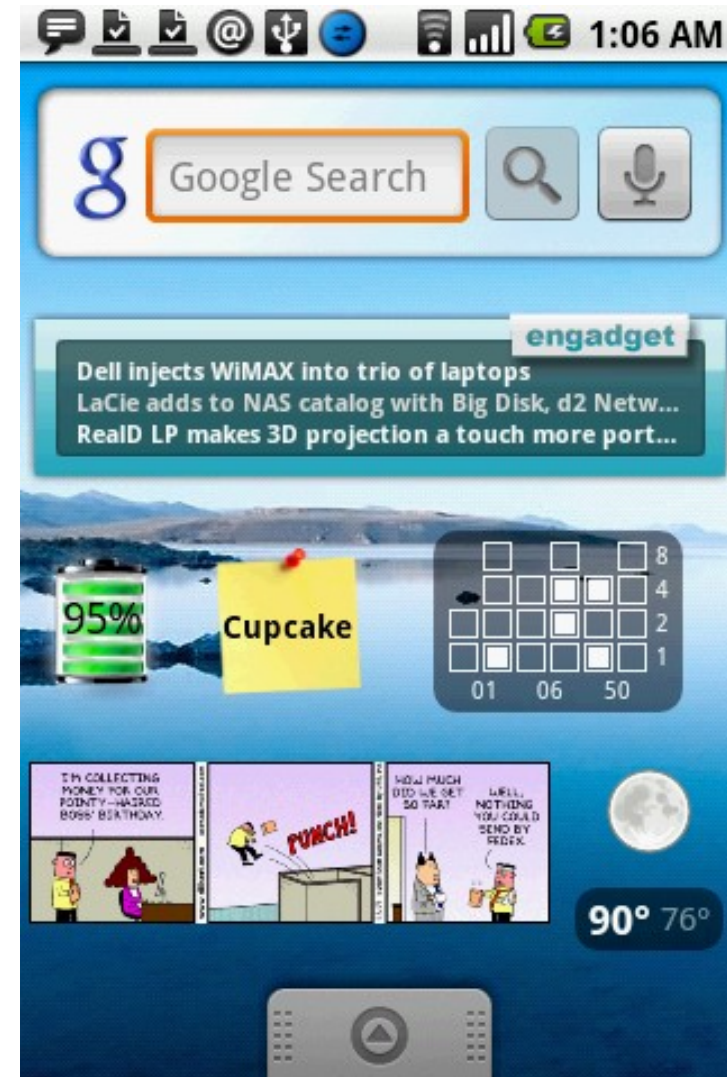 1:06 AM
g Google Search
engadget
Dell injects WiMAX into trio of laptops
LaCie adds to NAS catalog with Big Disk, d2 Netw...
RealD LP makes 3D projection a touch more port...
95%
Cupcake
8
4
2
1
01 06 50
I'M COLLECTING
MONEY FOR OUR
POINTY-HAIRED
BOSS' BIRTHDAY.
PUNCH!
HOW MUCH
DID WE GET
SO FAR?
WELL,
NOTHING
YOU COULD
SEND BY
FEDEX.
90° 76°